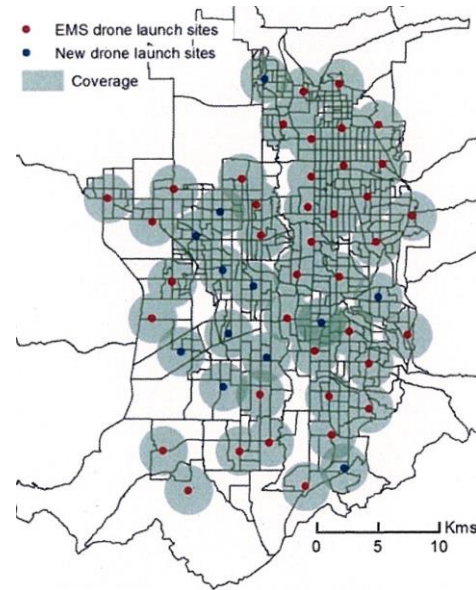 EMS drone launch sites
New drone launch sites
Coverage
Kms
0 5 10